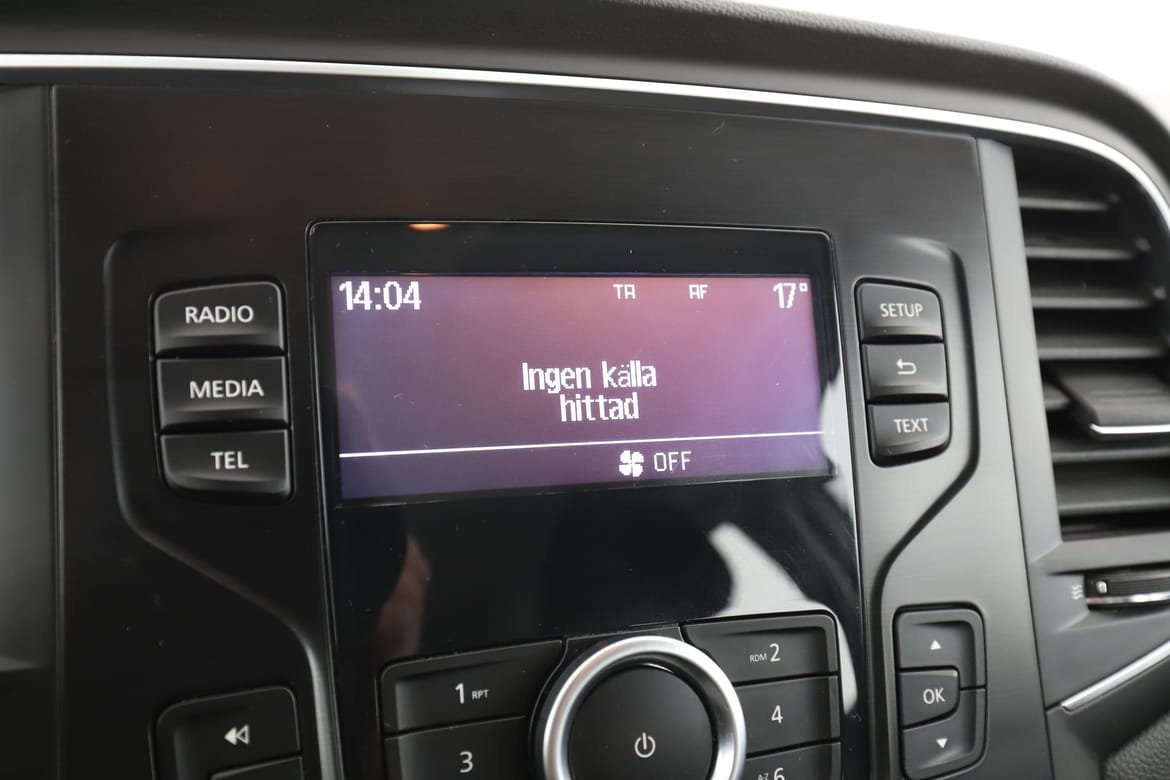 14:04 TA AF 17°
RADIO
SETUP
Ingen källa
hittad
MEDIA
TEXT
OFF
TEL
1 RPT
RDM 2
OK
3
4
A-Z 6